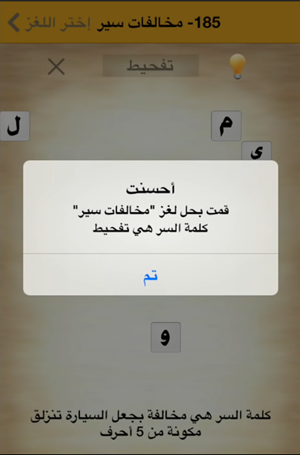 185- مخالفات سير
إختر اللغز
تفحيط
ل
م
ي
أحسنت
قمت بحل لغز "مخالفات سير"
كلمة السر هي تفحيط
تم
و
كلمة السر هي مخالفة بجعل السيارة تنزلق
مكونة من 5 أحرف